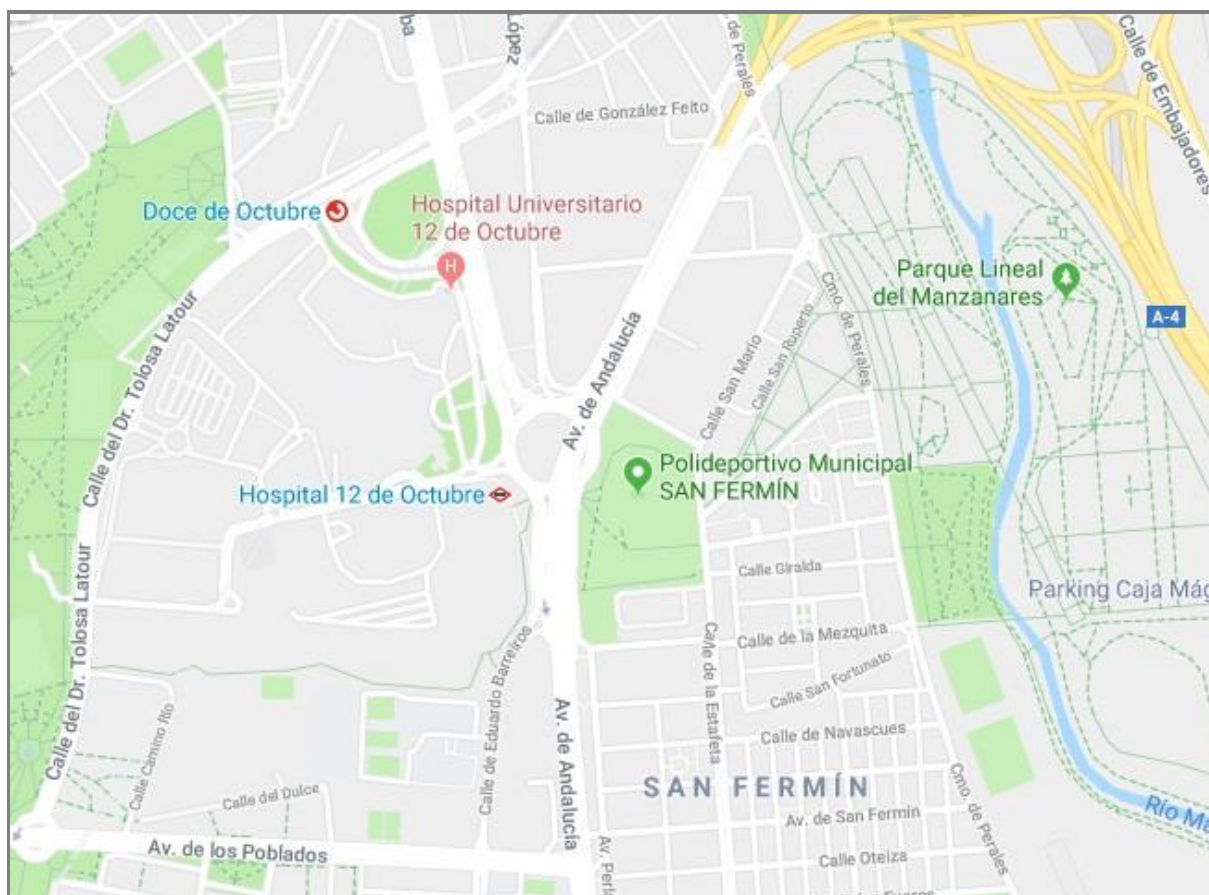 Calle de González Feito
Calle de Embajadores
de Perales
Doce de Octubre
Hospital Universitario
12 de Octubre
H
Parque Lineal
del Manzanares
A-4
Calle del Dr. Tolosa Latour
Av. de Andalucía
Cmo. de Perales
Calle San Mario
Calle San Ruperto
Polideportivo Municipal
SAN FERMÍN
Hospital 12 de Octubre
Calle Giralda
Parking Caja Mág
Calle de la Mezquita
Calle del Dr. Tolosa Latour
Calle de Eduardo Barreiros
Calle de la Estafeta
Calle San Fortunato
Calle Camino Río
Av. de Andalucía
Calle de Navascues
SAN FERMÍN
Calle del Dulce
Cmo. de Perales
Río Ma
Av. de San Fermín
Av. de los Poblados
Calle Oteiza